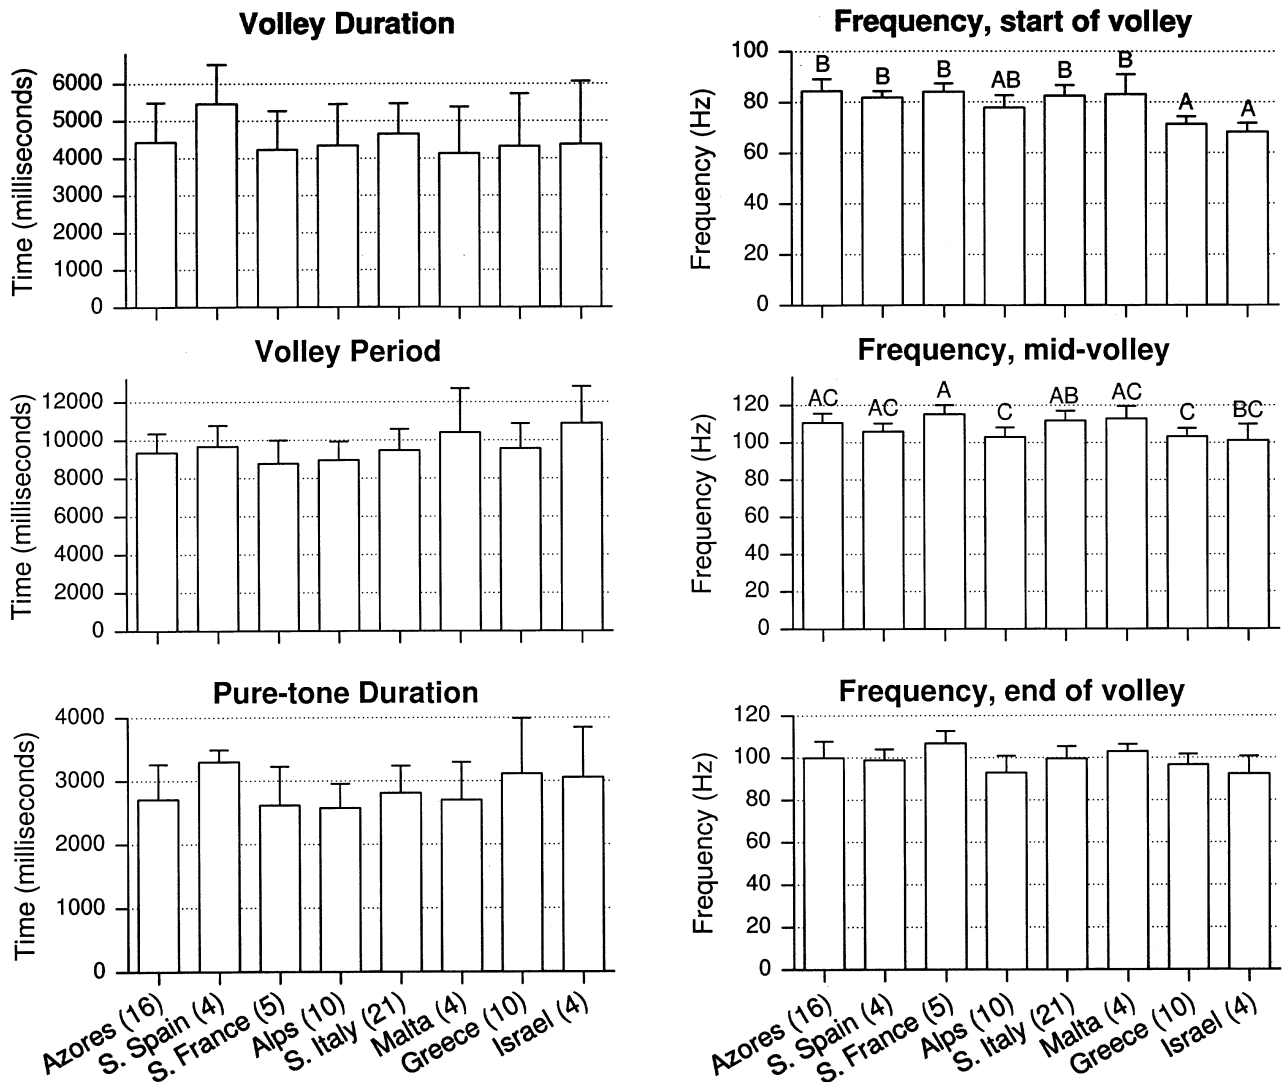 Volley Duration
Time (milliseconds)
6000
5000
4000
3000
2000
1000
0
Frequency, start of volley
Frequency (Hz)
100
80
60
40
20
0
B B B AB B B A A
Volley Period
Time (milliseconds)
12000
10000
8000
6000
4000
2000
0
Frequency, mid-volley
Frequency (Hz)
120
100
80
60
40
20
0
AC AC A C AB AC C BC
Pure-tone Duration
Time (milliseconds)
4000
3000
2000
1000
0
Azores (16)
S. Spain (4)
S. France (5)
Alps (10)
S. Italy (21)
Malta (4)
Greece (10)
Israel (4)
Frequency, end of volley
Frequency (Hz)
120
100
80
60
40
20
0
Azores (16)
S. Spain (4)
S. France (5)
Alps (10)
S. Italy (21)
Malta (4)
Greece (10)
Israel (4)